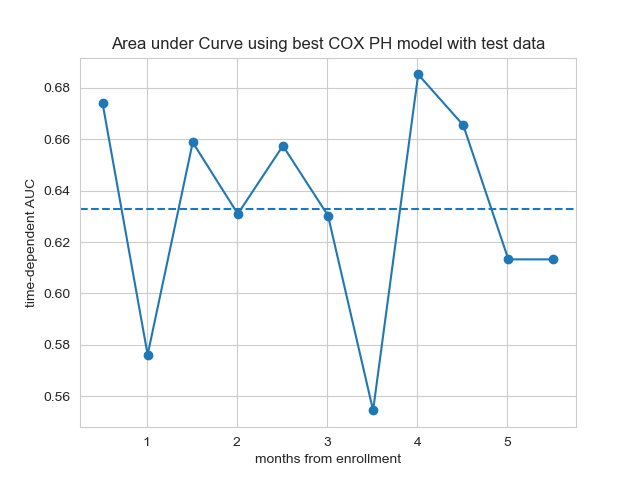 Area under Curve using best COX PH model with test data
time-dependent AUC
0.68
0.66
0.64
0.62
0.60
0.58
0.56
1 2 3 4 5
months from enrollment